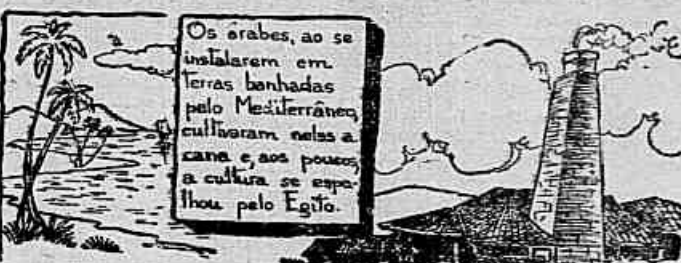 Os árabes, ao se
instalarem em
terras banhadas
pelo Mediterrâneo,
cultivaram nelas a
cana e, aos poucos,
a cultura se espa-
lhou pelo Egito.